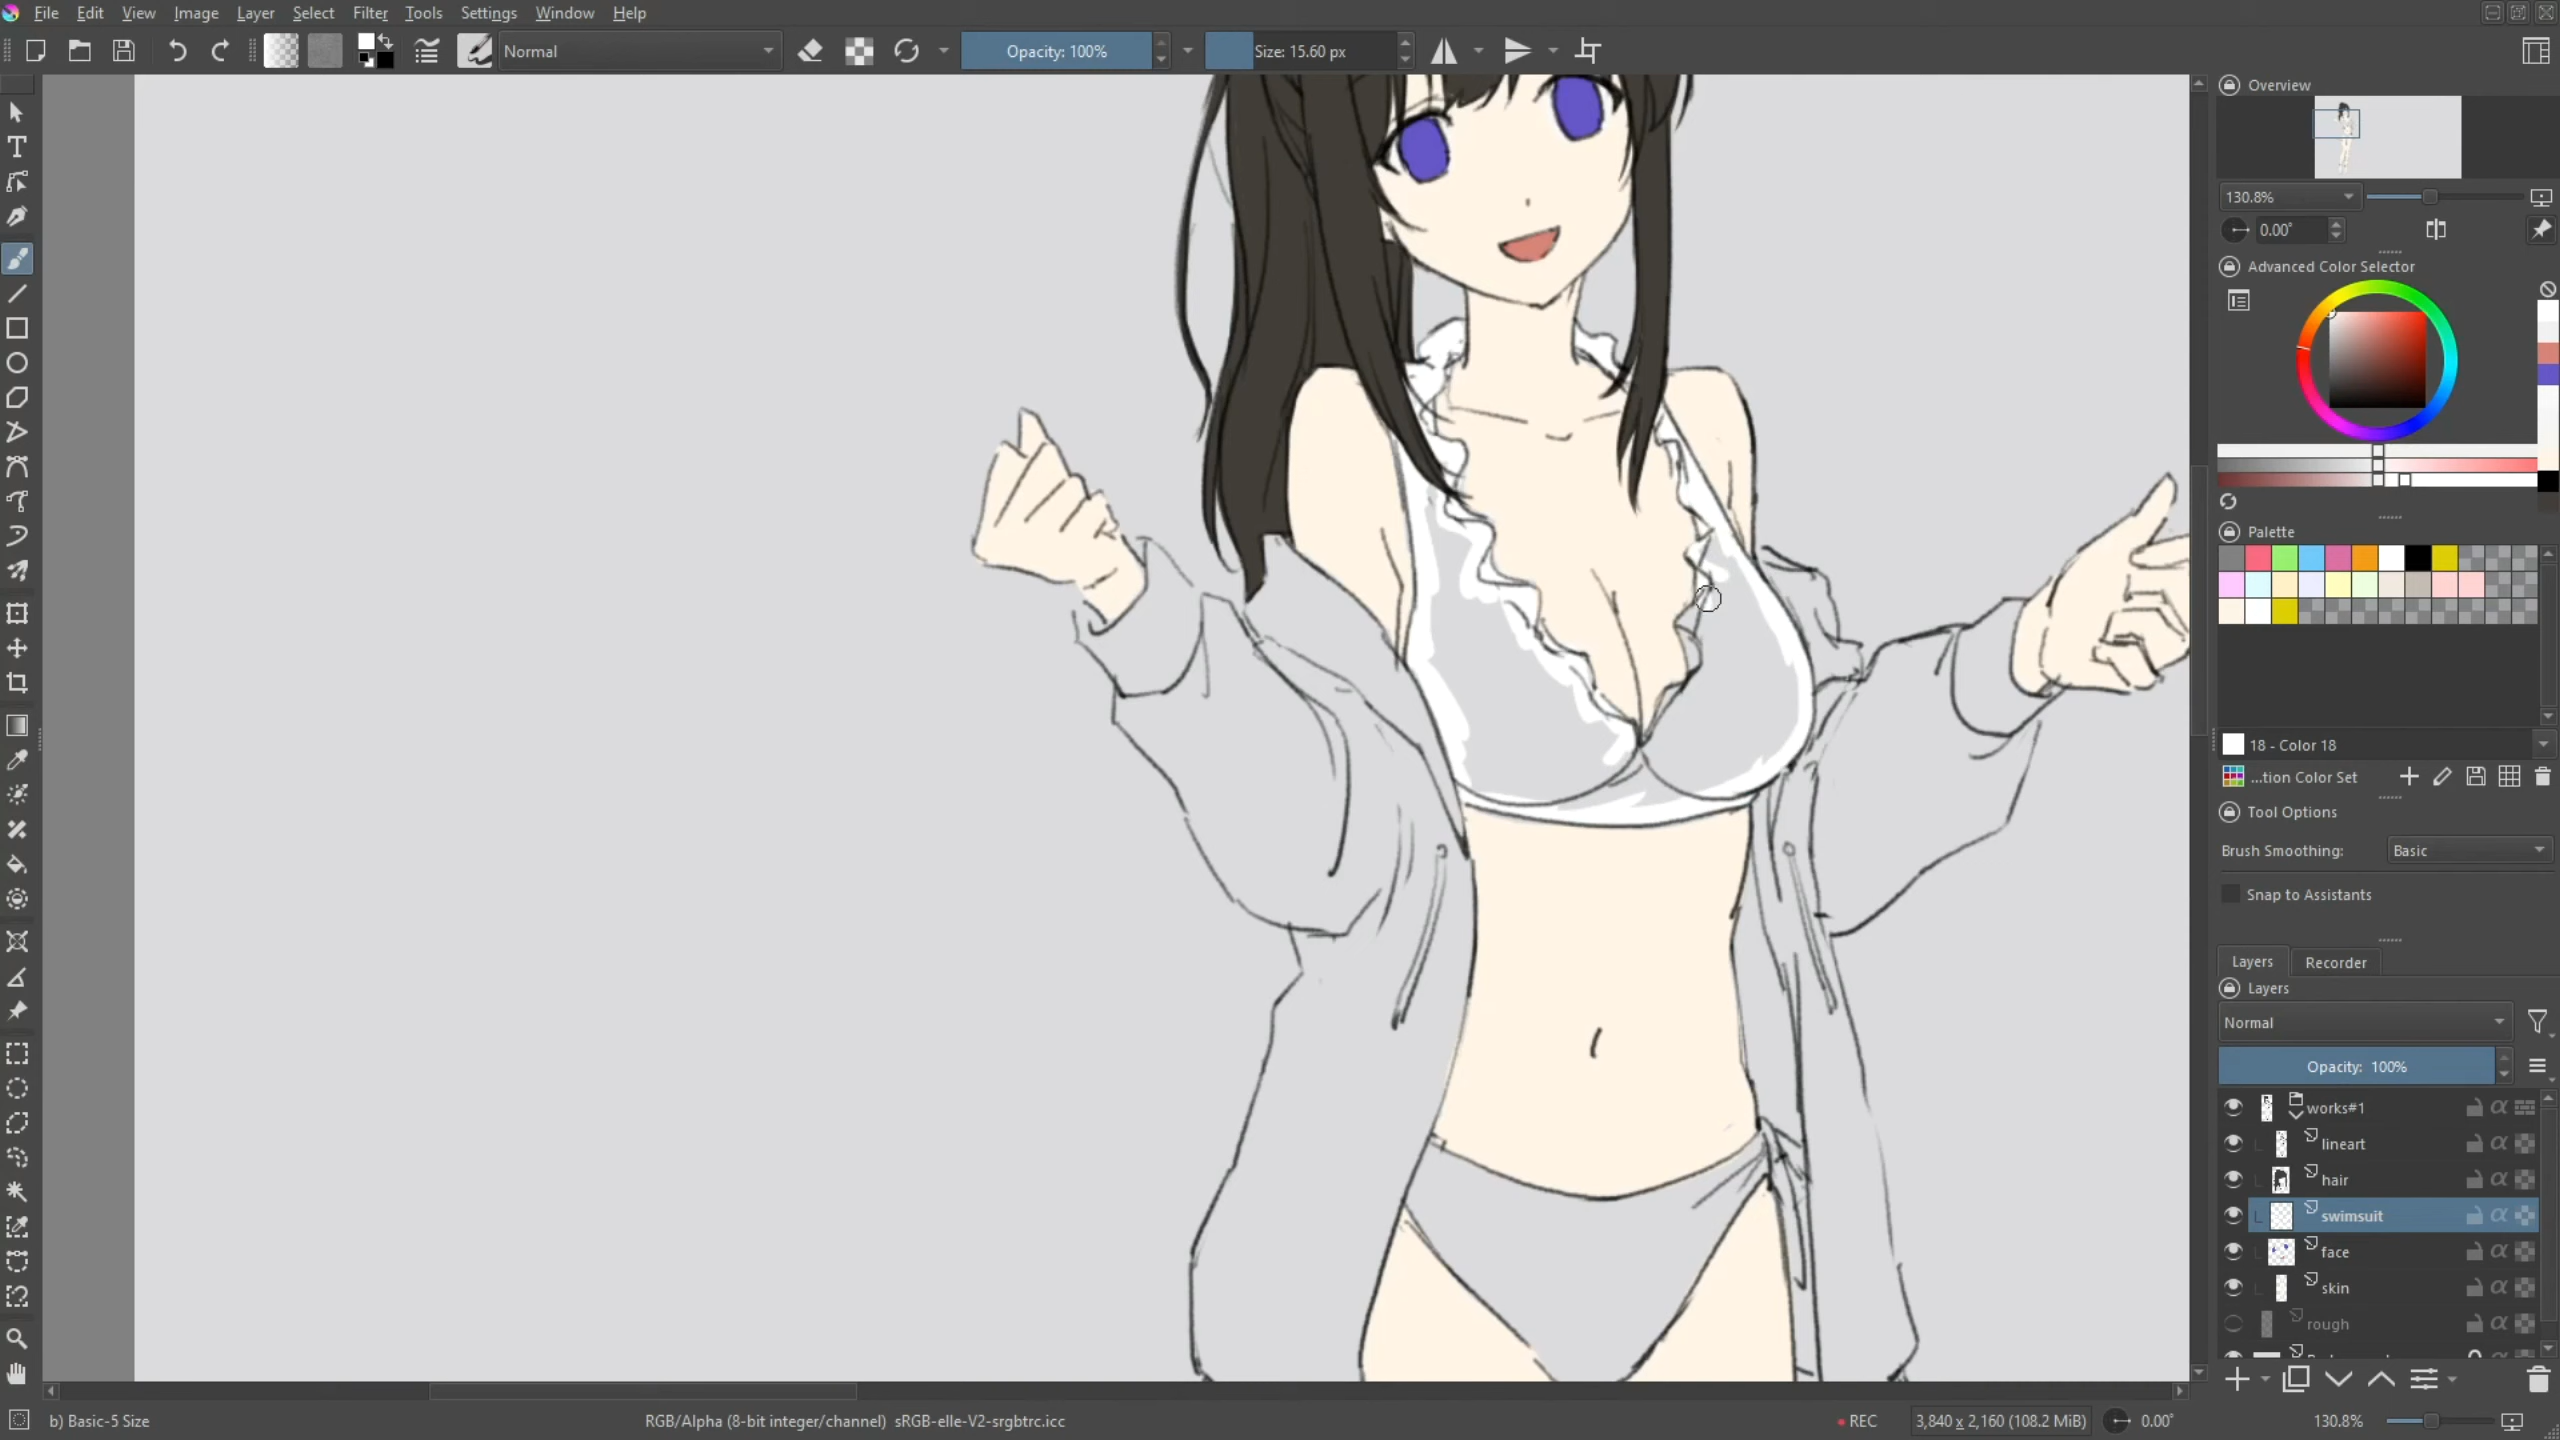 File Edit View Image Layer Select Filter Tools Settings Window Help
Normal Opacity: 100% Size: 15.60 px
Overview
130.8%
0.00°
Advanced Color Selector
Palette
18 - Color 18
...tion Color Set
Tool Options
Brush Smoothing: Basic
Snap to Assistants
Layers Recorder
Layers
Normal
Opacity: 100%
works#1
lineart
hair
swimsuit
face
skin
rough
b) Basic-5 Size RGB/Alpha (8-bit integer/channel) sRGB-elle-V2-srgbtrc.icc REC 3,840 x 2,160 (108.2 MiB) 0.00° 130.8%